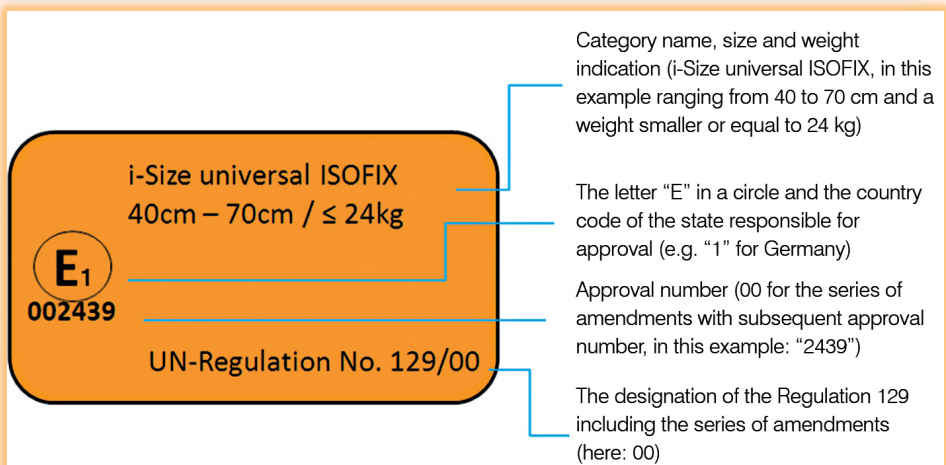 i-Size universal ISOFIX
40cm – 70cm / ≤ 24kg
E1
002439
UN-Regulation No. 129/00
Category name, size and weight
indication (i-Size universal ISOFIX, in this
example ranging from 40 to 70 cm and a
weight smaller or equal to 24 kg)
The letter “E” in a circle and the country
code of the state responsible for
approval (e.g. “1” for Germany)
Approval number (00 for the series of
amendments with subsequent approval
number, in this example: “2439”)
The designation of the Regulation 129
including the series of amendments
(here: 00)